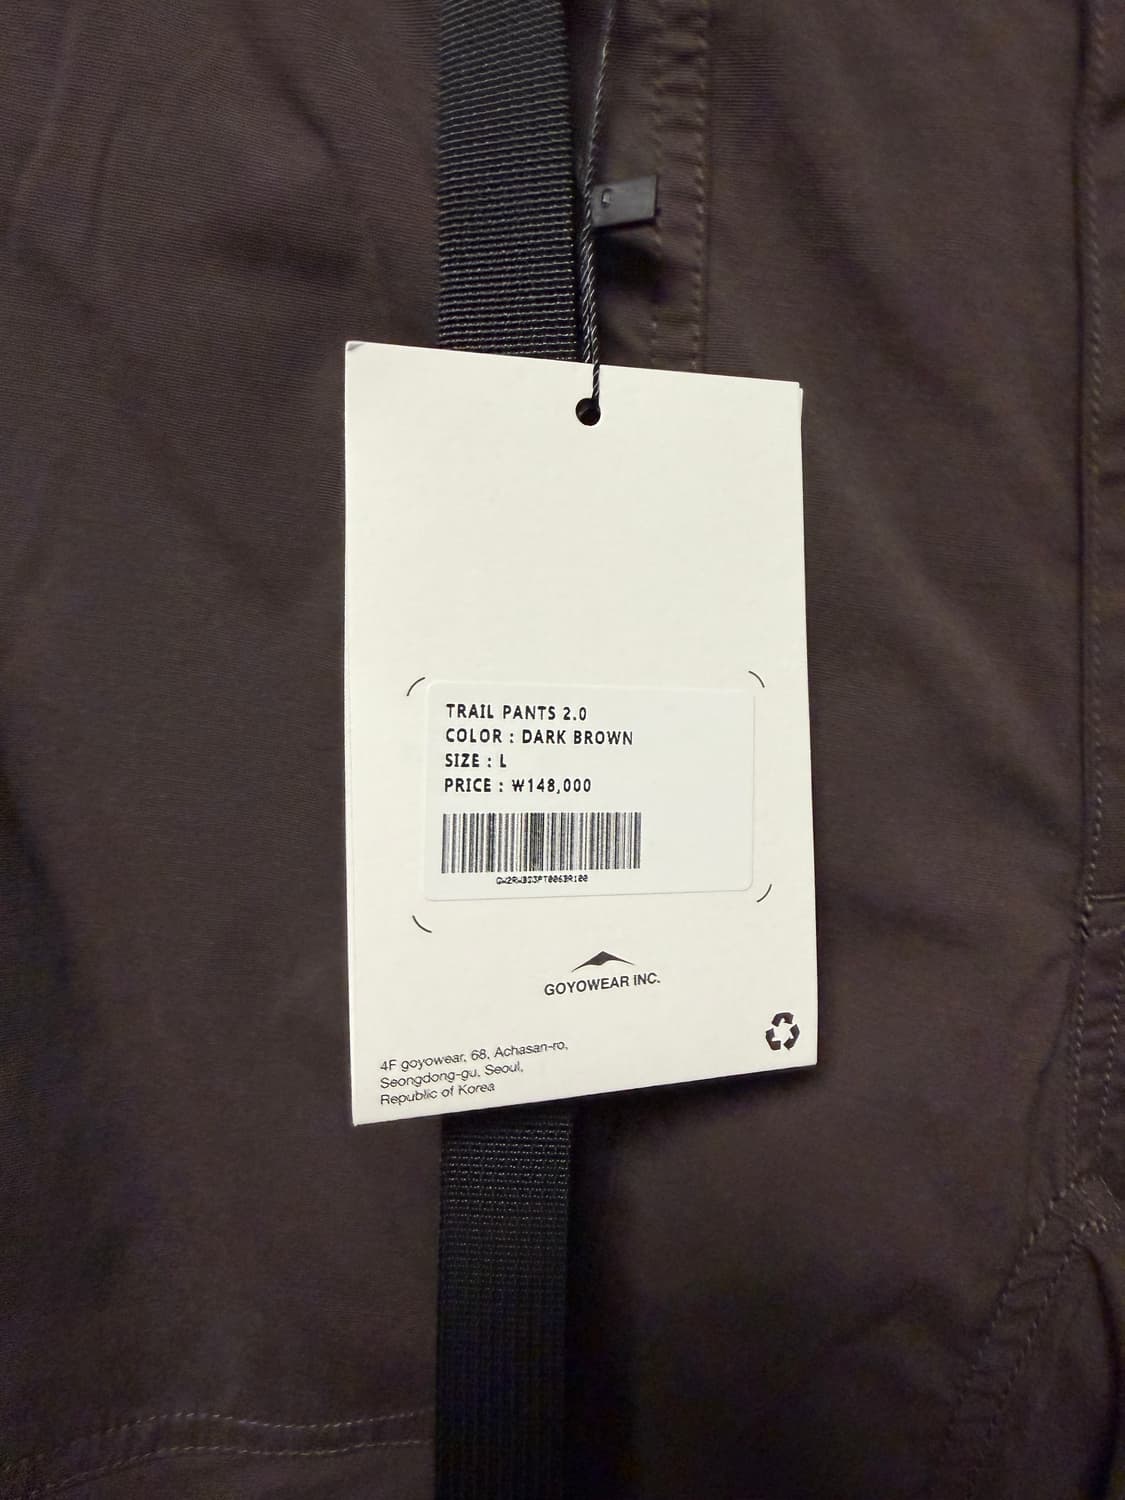 TRAIL PANTS 2.0
COLOR : DARK BROWN
SIZE : L
PRICE : ₩148,000
GOYOWEAR INC.
4F goyowear, 68, Achasan-ro,
Seongdong-gu, Seoul,
Republic of Korea